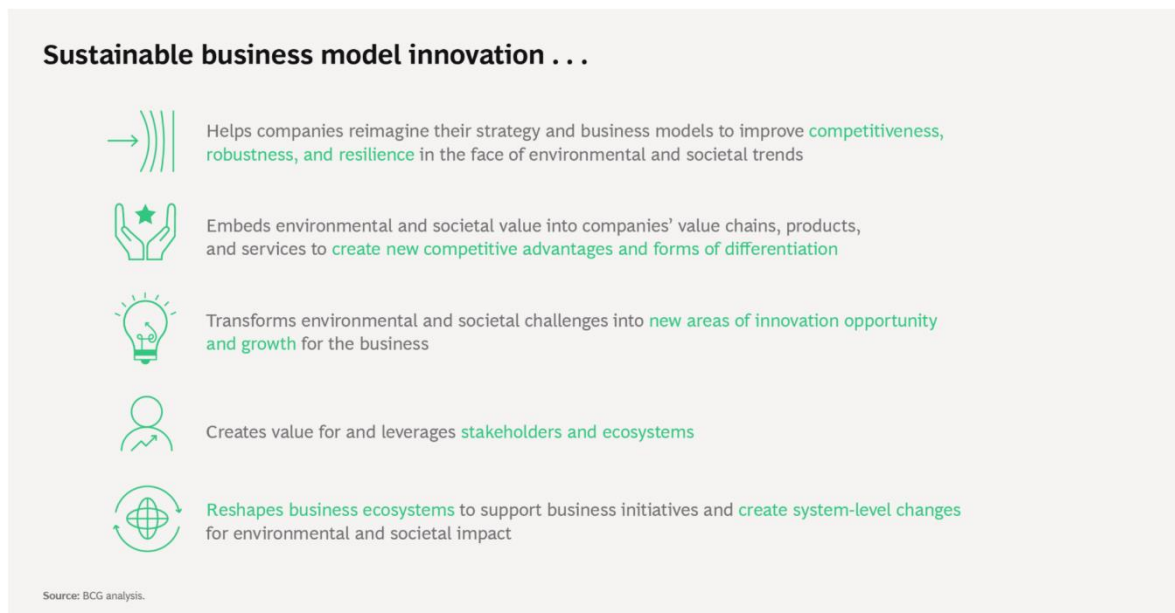 Sustainable business model innovation . . .
Helps companies reimagine their strategy and business models to improve competitiveness,
robustness, and resilience in the face of environmental and societal trends
Embeds environmental and societal value into companies’ value chains, products,
and services to create new competitive advantages and forms of differentiation
Transforms environmental and societal challenges into new areas of innovation opportunity
and growth for the business
Creates value for and leverages stakeholders and ecosystems
Reshapes business ecosystems to support business initiatives and create system-level changes
for environmental and societal impact
Source: BCG analysis.